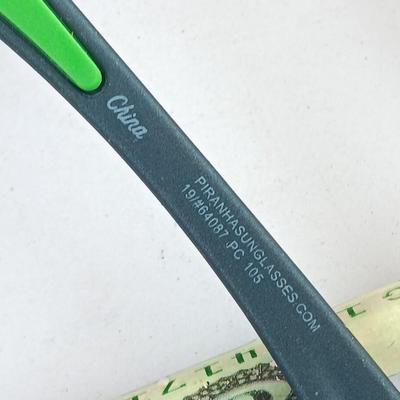 China
PIRANHASUNGLASSES.COM
19/#64087 PC 105